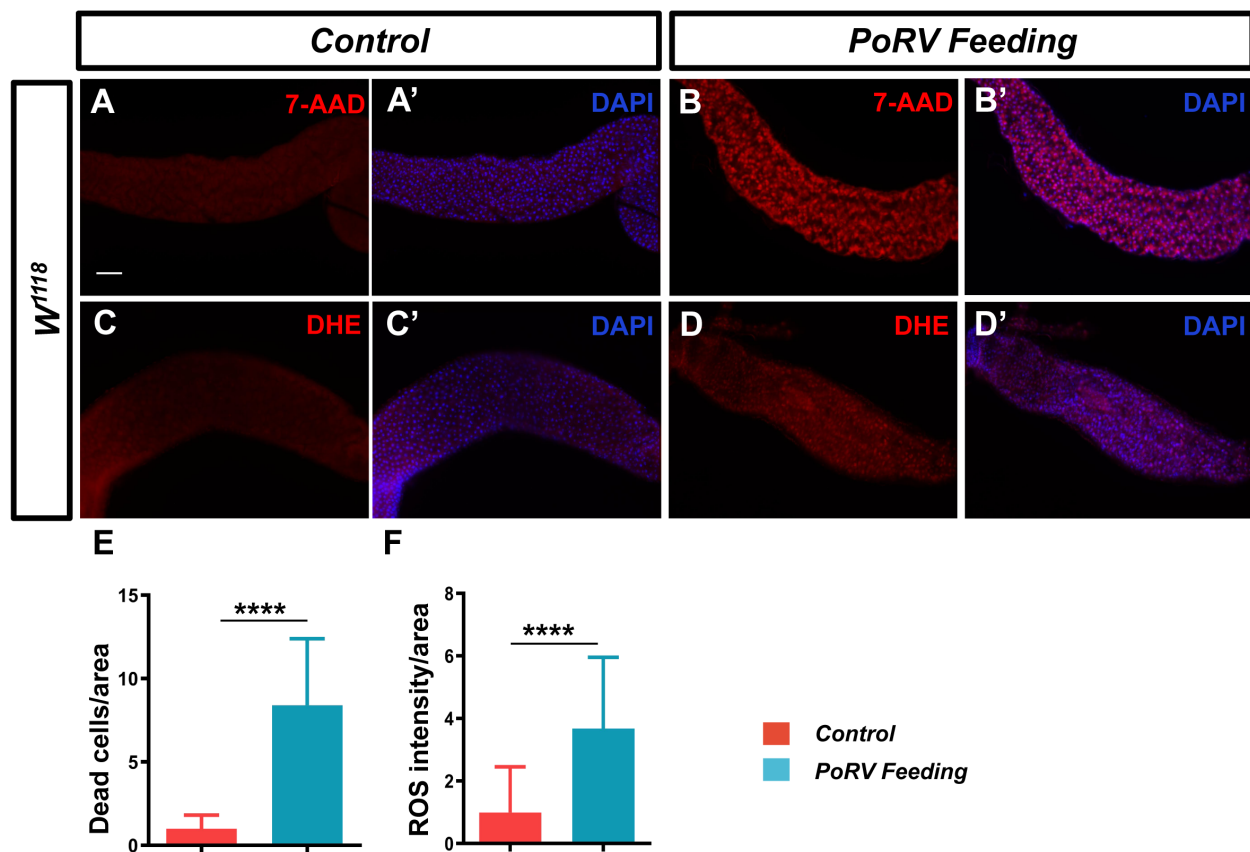 Control
PoRV Feeding
W1118
A
7-AAD
A’
DAPI
B
7-AAD
B’
DAPI
C
DHE
C’
DAPI
D
DHE
D’
DAPI
E
F
Dead cells/area
15
10
5
0
****
ROS intensity/area
8
6
4
2
0
****
Control
PoRV Feeding